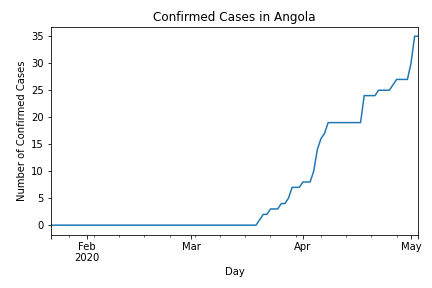 Confirmed Cases in Angola
Number of Confirmed Cases
35
30
25
20
15
10
5
0
Feb
2020
Mar
Apr
May
Day